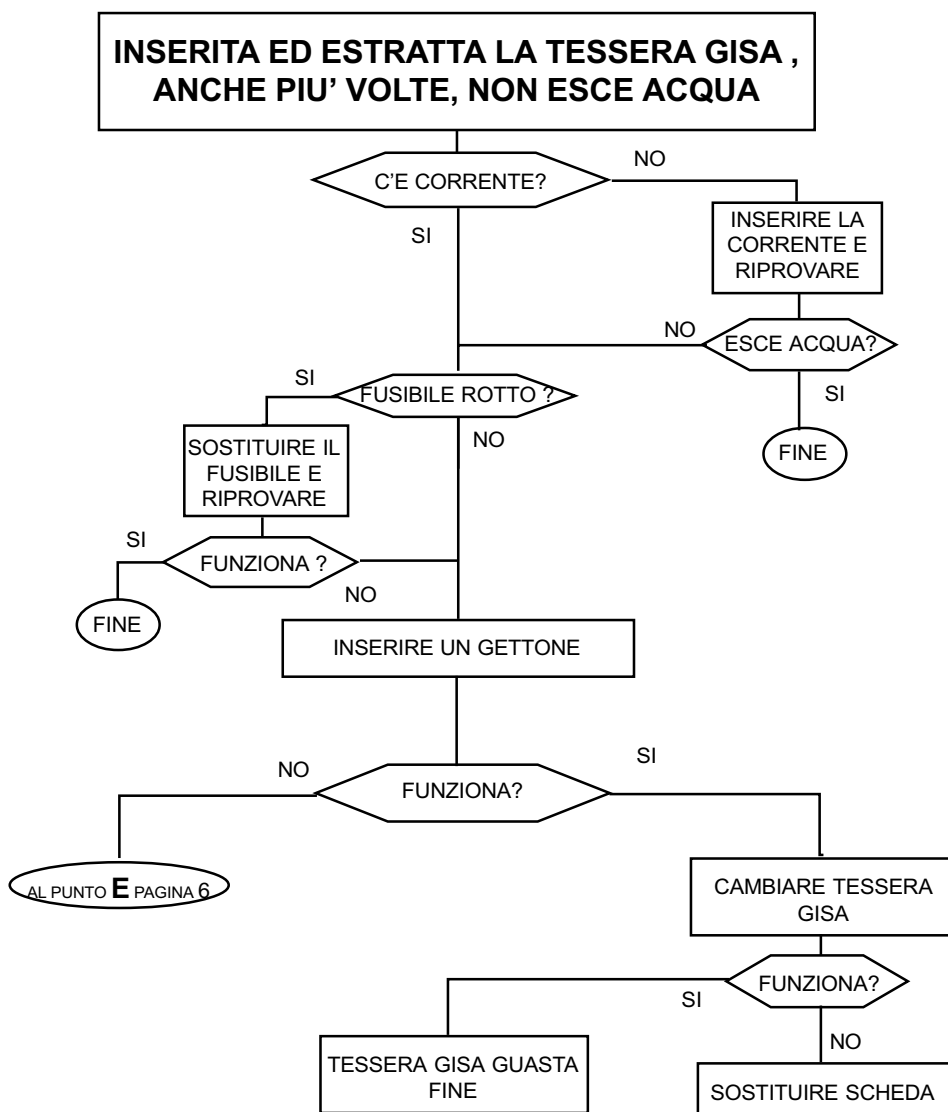 INSERITA ED ESTRATTA LA TESSERA GISA ,
ANCHE PIU' VOLTE, NON ESCE ACQUA
NO
C'E CORRENTE?
SI
INSERIRE LA
CORRENTE E
RIPROVARE
NO
ESCE ACQUA?
SI
FUSIBILE ROTTO ?
SI
NO
FINE
SOSTITUIRE IL
FUSIBILE E
RIPROVARE
SI
FUNZIONA ?
NO
FINE
INSERIRE UN GETTONE
NO
SI
FUNZIONA?
AL PUNTO E PAGINA 6
CAMBIARE TESSERA
GISA
FUNZIONA?
SI
NO
TESSERA GISA GUASTA
FINE
SOSTITUIRE SCHEDA